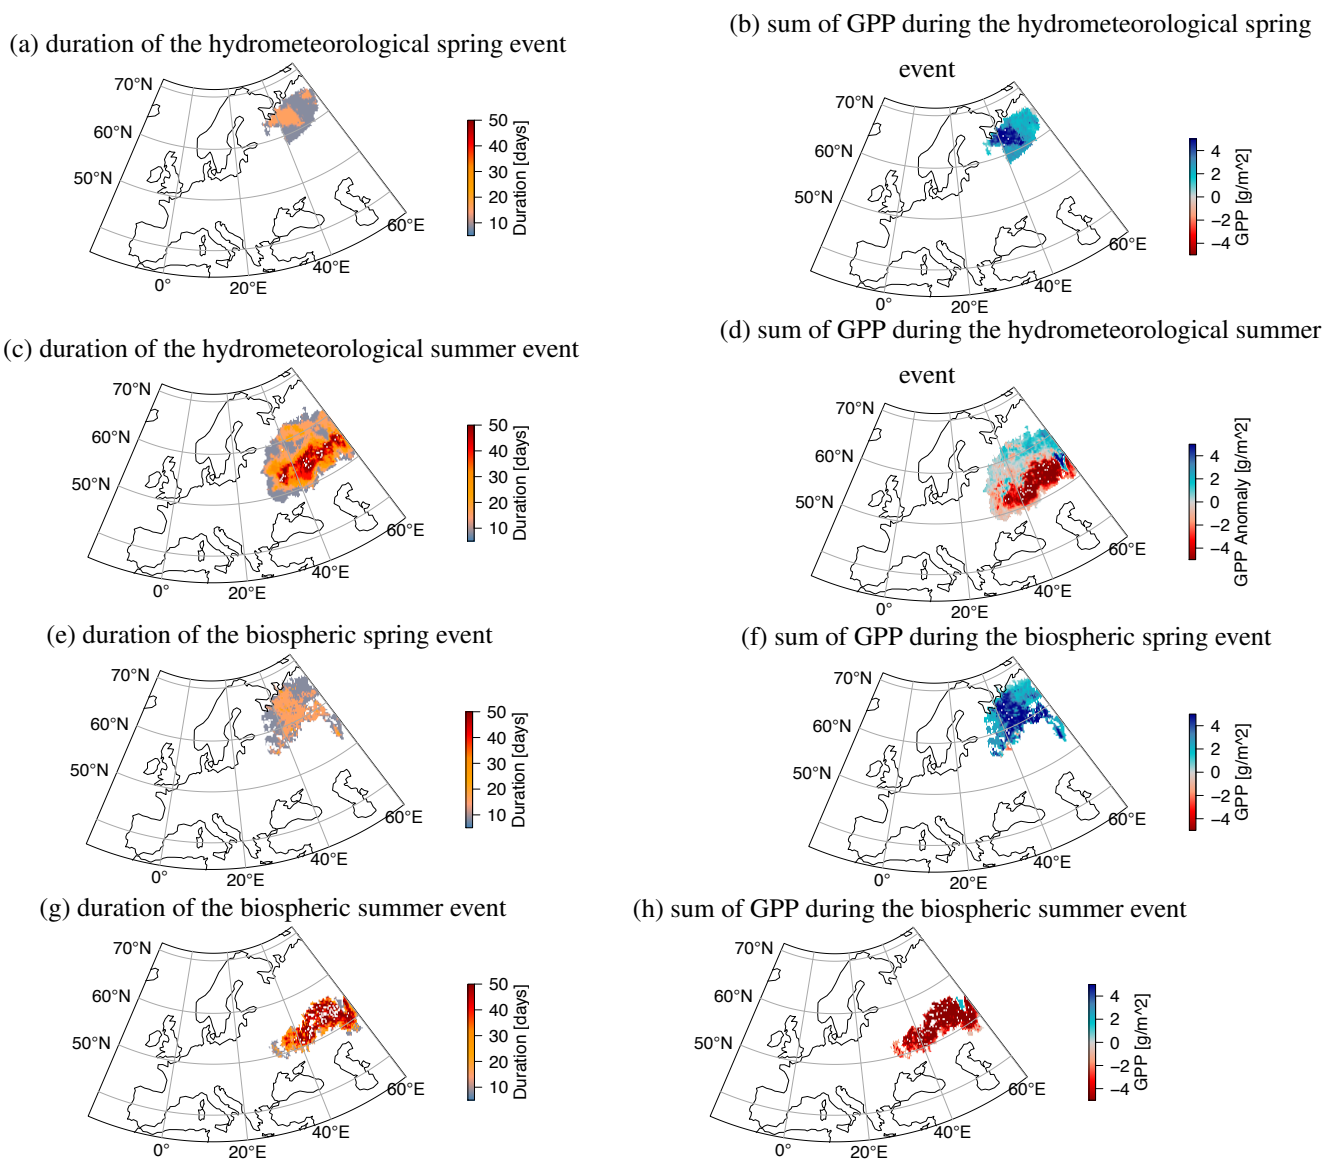 (a) duration of the hydrometeorological spring event
70°N
60°N
50°N
0°
20°E
40°E
60°E
50
40
30
20
10
Duration [days]
(b) sum of GPP during the hydrometeorological spring
event
70°N
60°N
50°N
0°
20°E
40°E
60°E
4
2
0
−2
−4
GPP [g/m^2]
(c) duration of the hydrometeorological summer event
70°N
60°N
50°N
0°
20°E
40°E
60°E
50
40
30
20
10
Duration [days]
(d) sum of GPP during the hydrometeorological summer
event
70°N
60°N
50°N
0°
20°E
40°E
60°E
4
2
0
−2
−4
GPP Anomaly [g/m^2]
(e) duration of the biospheric spring event
70°N
60°N
50°N
0°
20°E
40°E
60°E
50
40
30
20
10
Duration [days]
(f) sum of GPP during the biospheric spring event
70°N
60°N
50°N
0°
20°E
40°E
60°E
4
2
0
−2
−4
GPP [g/m^2]
(g) duration of the biospheric summer event
70°N
60°N
50°N
0°
20°E
40°E
60°E
50
40
30
20
10
Duration [days]
(h) sum of GPP during the biospheric summer event
70°N
60°N
50°N
0°
20°E
40°E
60°E
4
2
0
−2
−4
GPP [g/m^2]